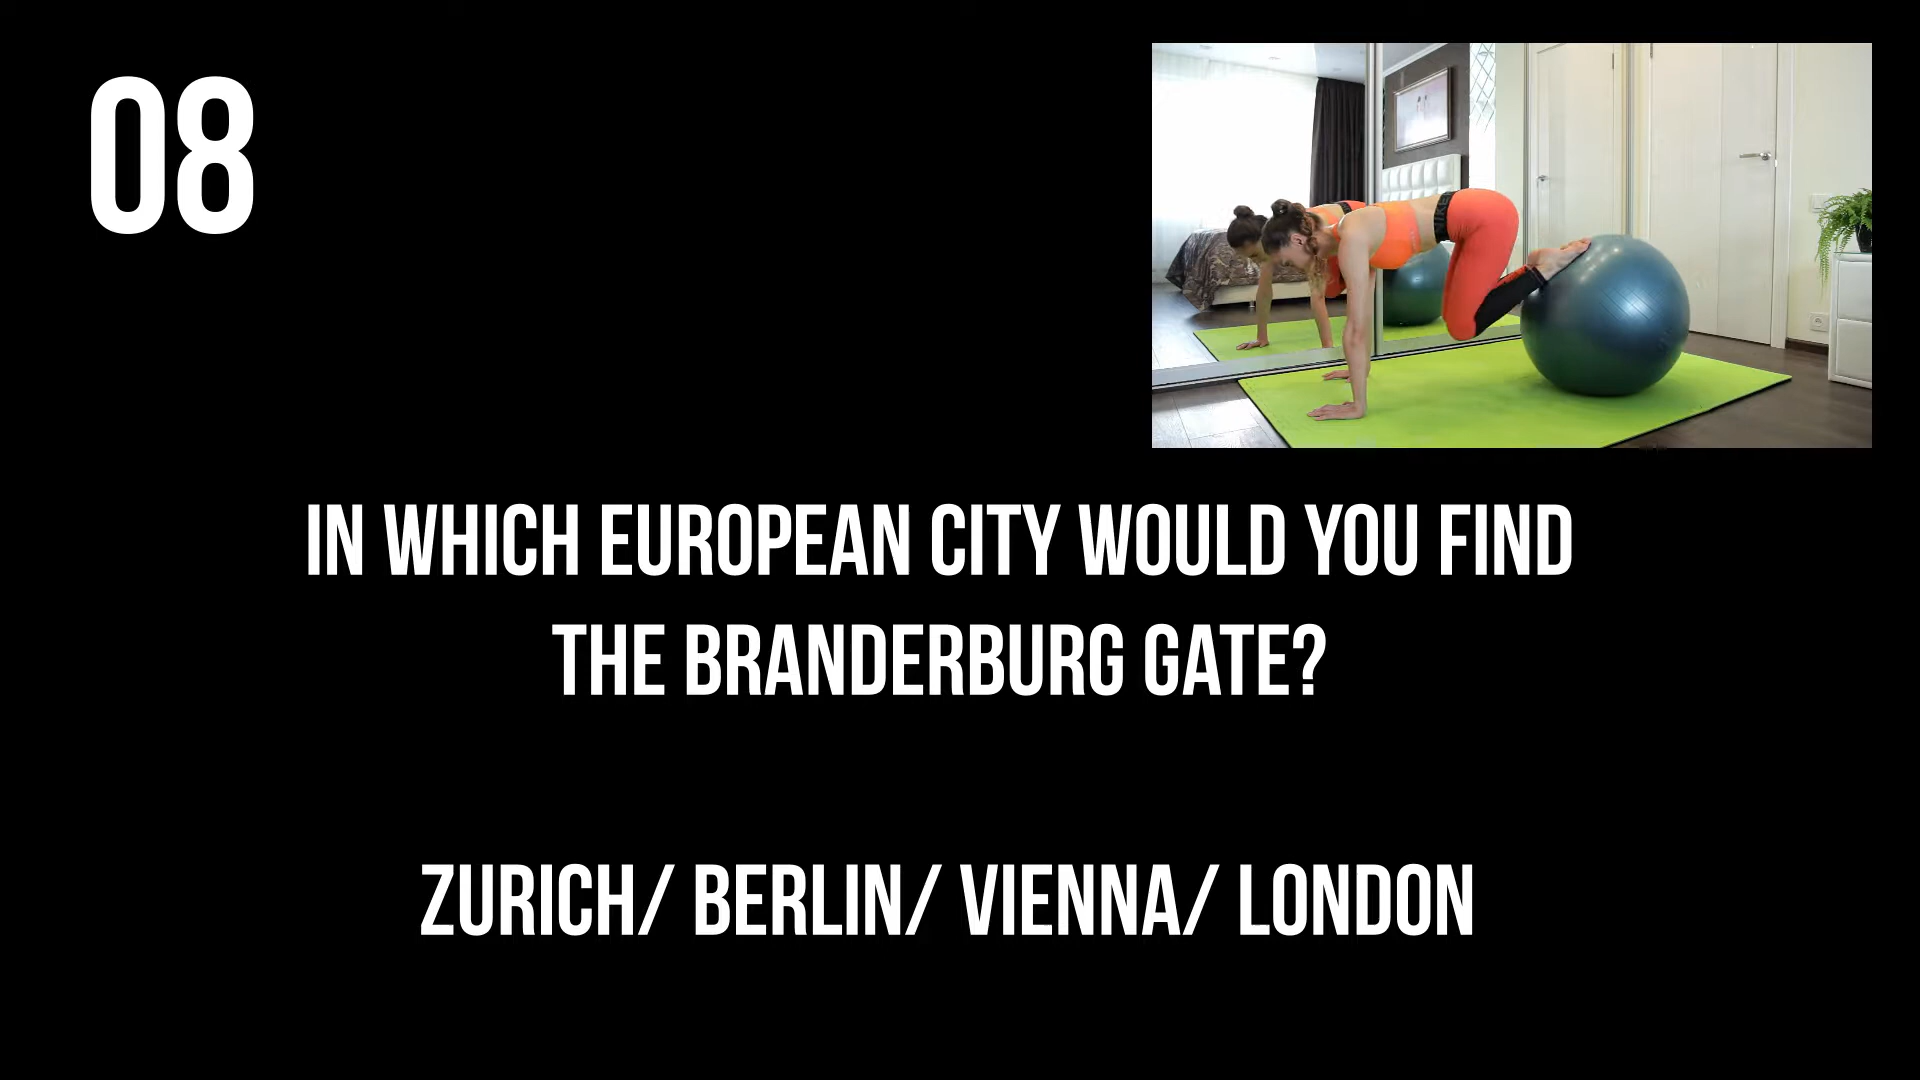 08
IN WHICH EUROPEAN CITY WOULD YOU FIND
THE BRANDERBURG GATE?
ZURICH/ BERLIN/ VIENNA/ LONDON